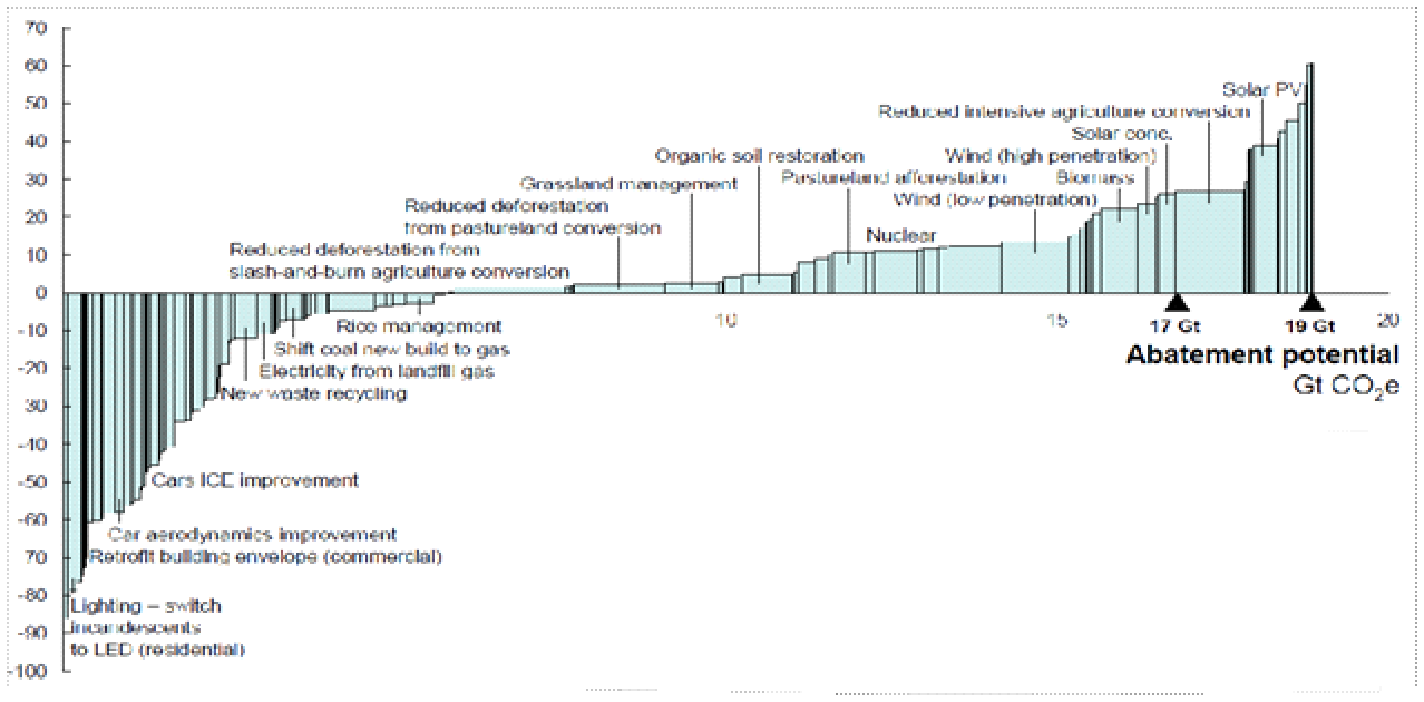 70
60
50
40
30
20
10
0
-10
-20
30
-40
-50
-60
70
-80
-90
-100
Solar PV
Reduced intensive agriculture conversion
Solar conc.
Organic soil restoration
Wind (high penetration)
Grassland management
Pastureland afforestation
Biomass
Reduced deforestation
from pastureland conversion
Wind (low penetration)
Nuclear
Reduced deforestation from
slash-and-burn agriculture conversion
10
15
17 Gt
19 Gt
20
Abatement potential
Gt CO₂e
Rice management
Shift coal new build to gas
Electricity from landfill gas
New waste recycling
Cars ICE improvement
Car aerodynamics improvement
Retrofit building envelope (commercial)
Lighting – switch
incandescents
to LED (residential)